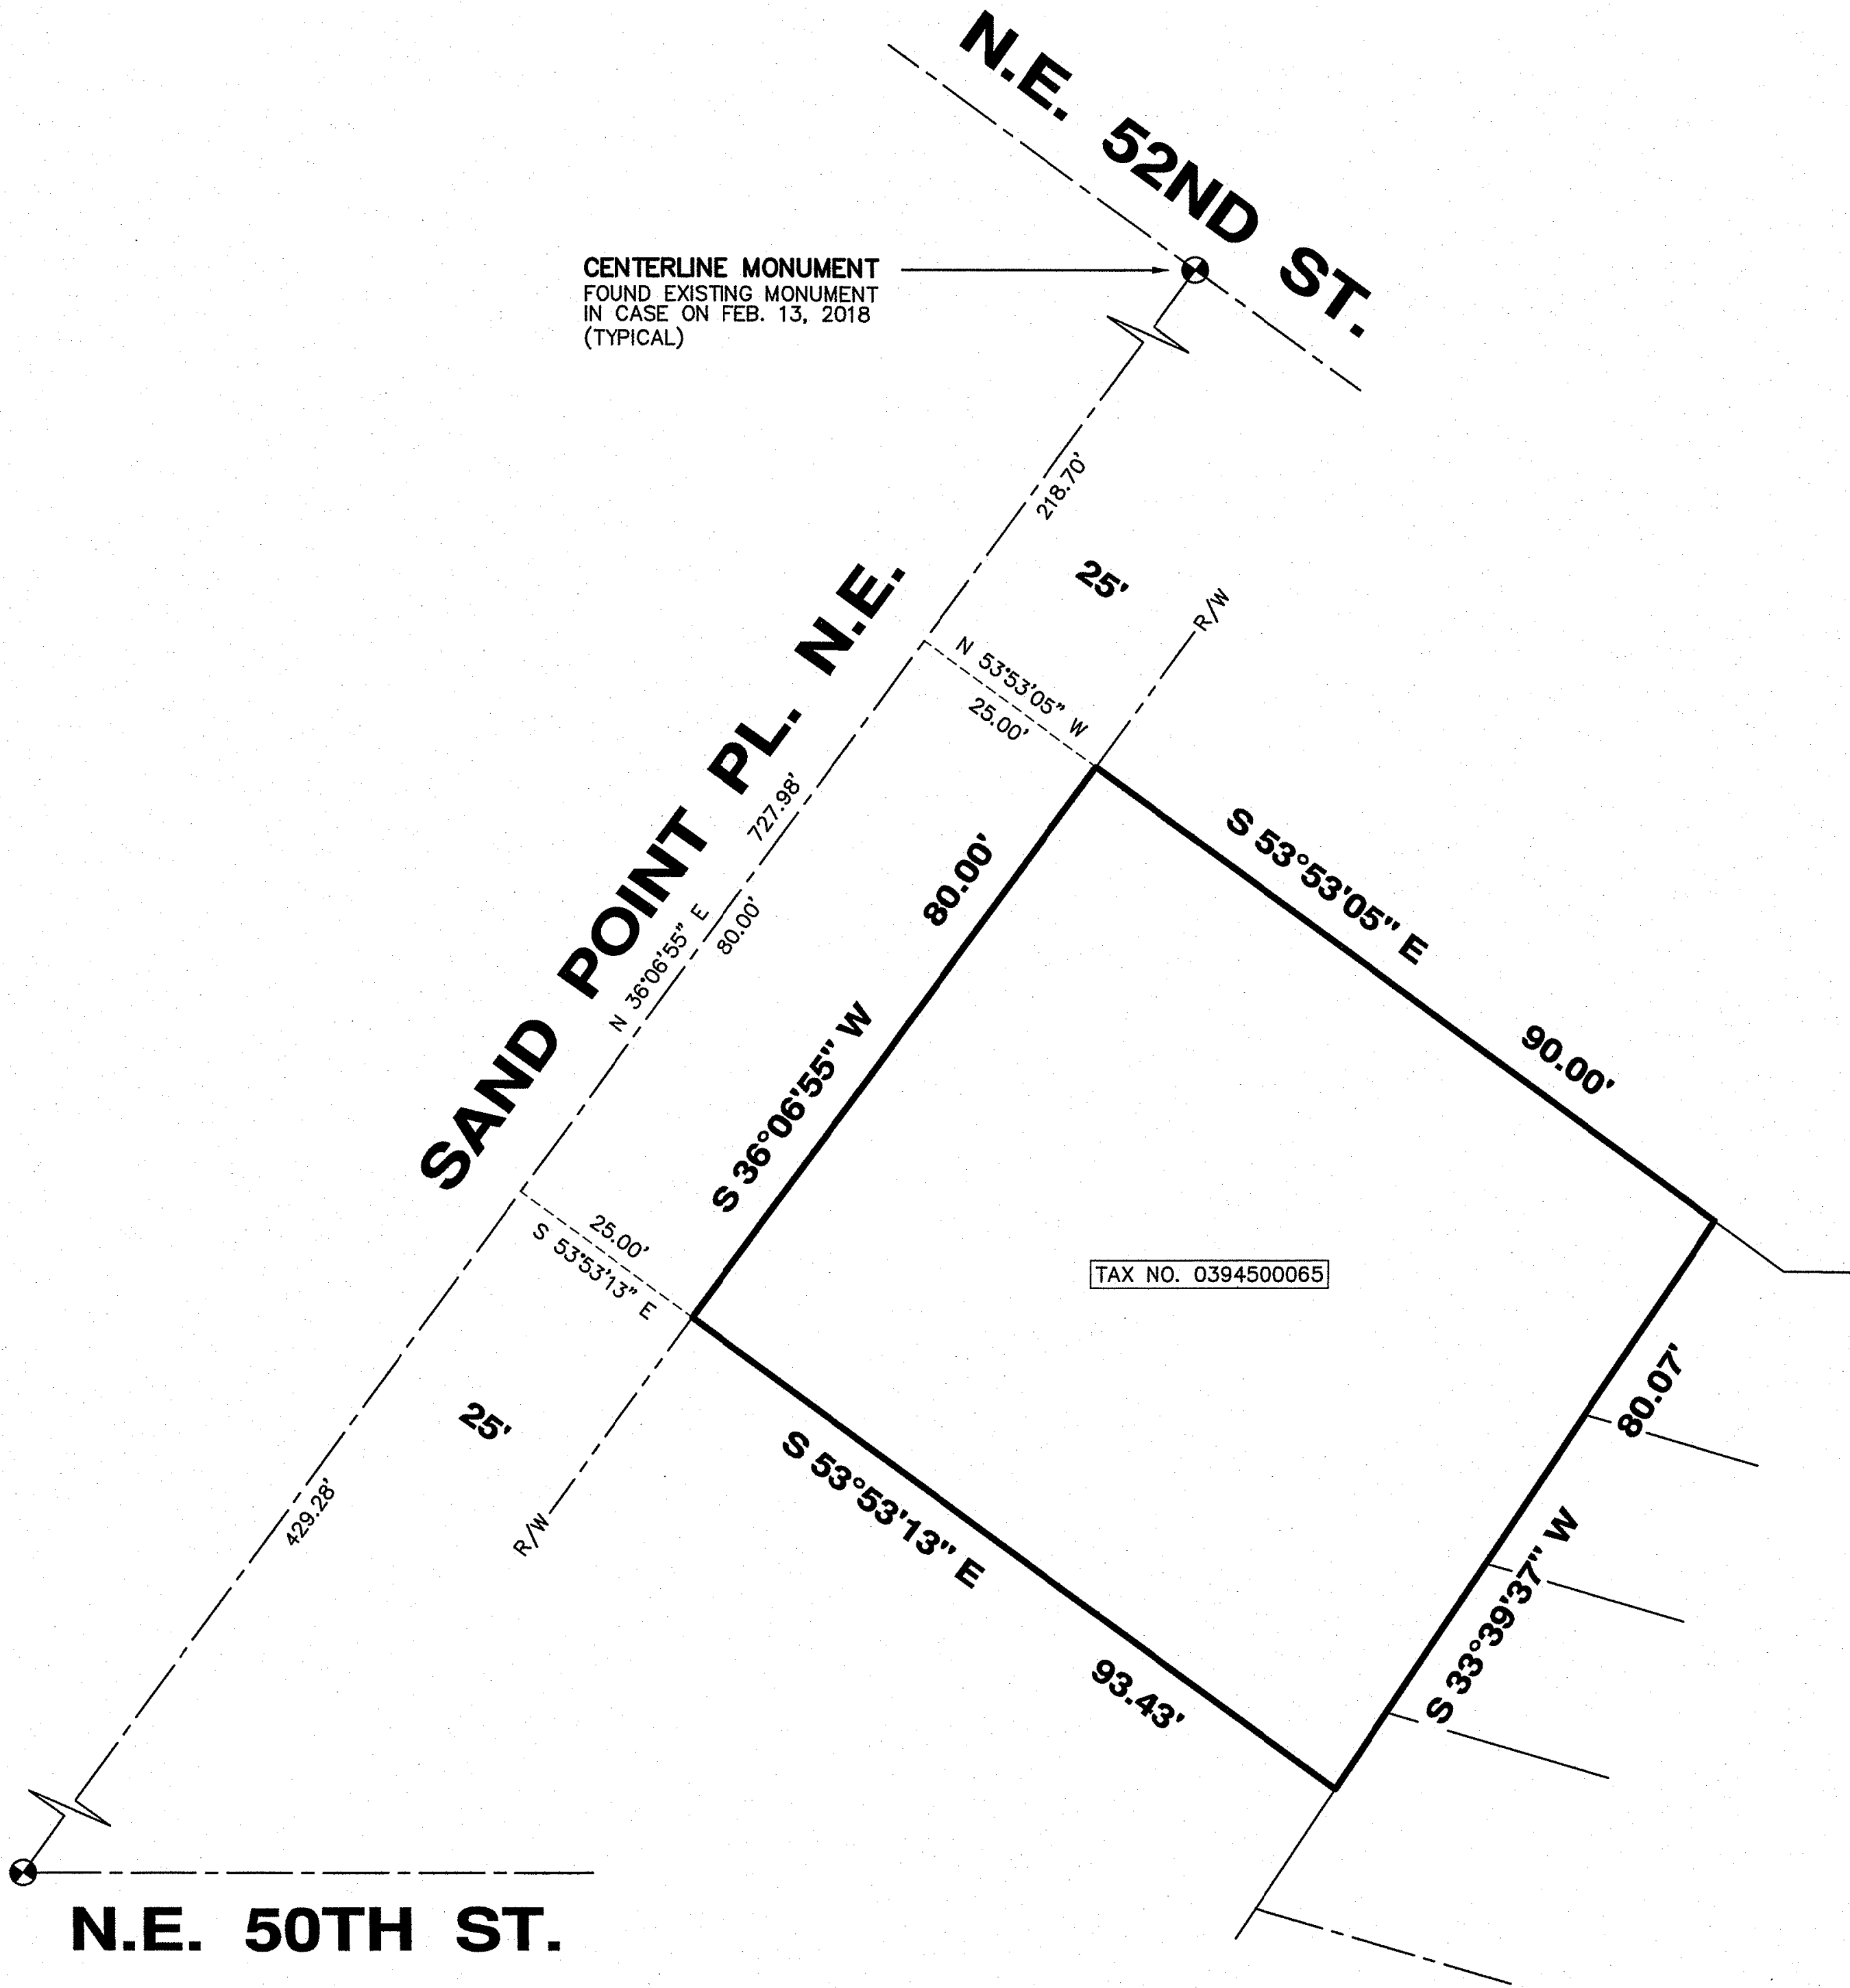 N.E. 52ND ST.
CENTERLINE MONUMENT
FOUND EXISTING MONUMENT
IN CASE ON FEB. 13, 2018
(TYPICAL)
218.70'
25'
R/W
N 53°53'05" W
25.00'
SAND POINT PL. N.E.
727.98'
N 36°06'55" E
80.00'
80.00'
S 36°06'55" W
S 53°53'05" E
90.00'
25.00'
S 53°53'13" E
TAX NO. 0394500065
80.07'
S 33°39'37" W
25'
R/W
429.28'
S 53°53'13" E
93.43'
N.E. 50TH ST.